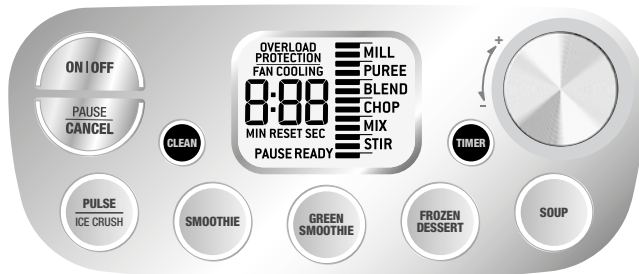 ON|OFF
PAUSE
CANCEL
CLEAN
OVERLOAD
PROTECTION
FAN COOLING
8:88
MIN RESET SEC
PAUSE READY
MILL
PUREE
BLEND
CHOP
MIX
STIR
+
-
TIMER
PULSE
ICE CRUSH
SMOOTHIE
GREEN
SMOOTHIE
FROZEN
DESSERT
SOUP